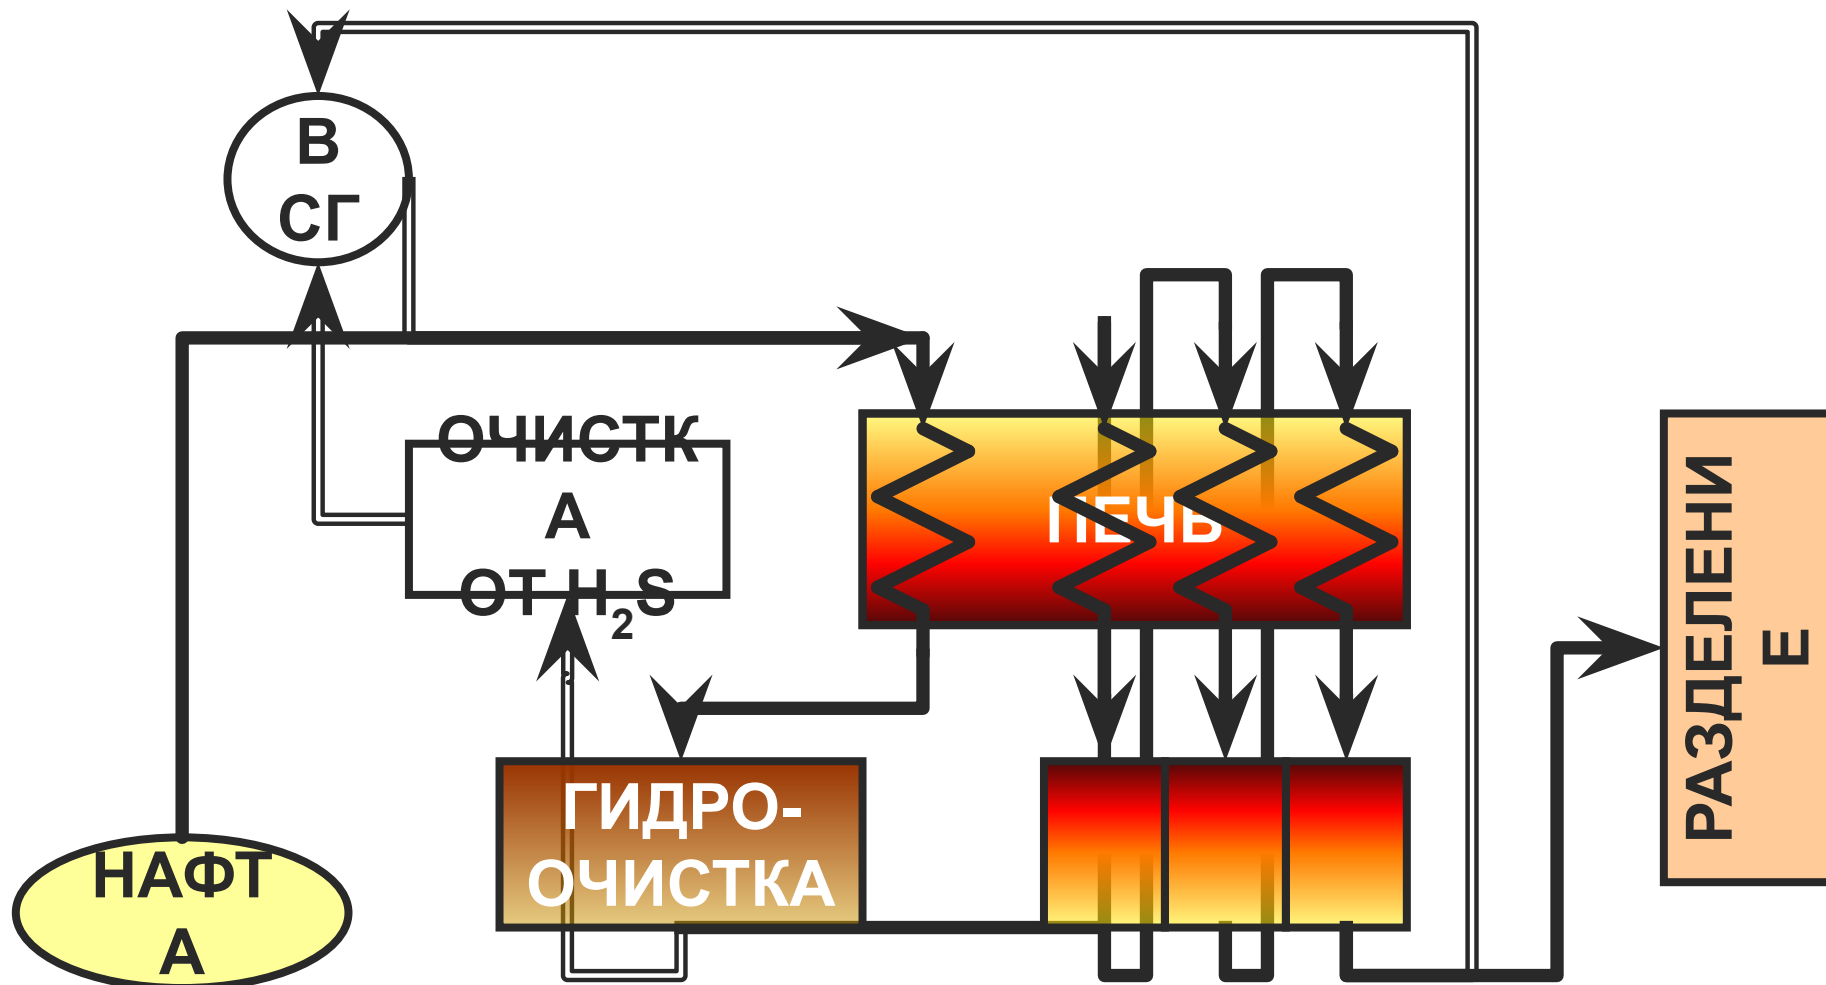 В
СГ
ОЧИСТК
А
ОТ H₂S
ПЕЧЬ
ГИДРО-
ОЧИСТКА
НАФТ
А
РАЗДЕЛЕНИ
Е